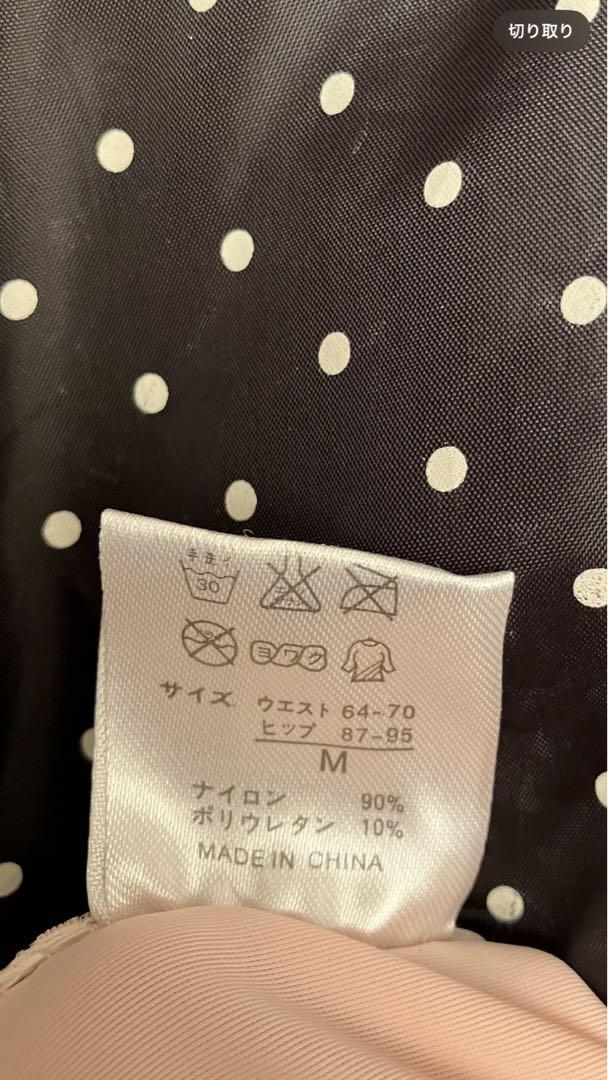 切り取り
手洗イ
30
ヨワク
サイズ ウエスト 64~70
ヒップ 87-95
M
ナイロン 90%
ポリウレタン 10%
MADE IN CHINA